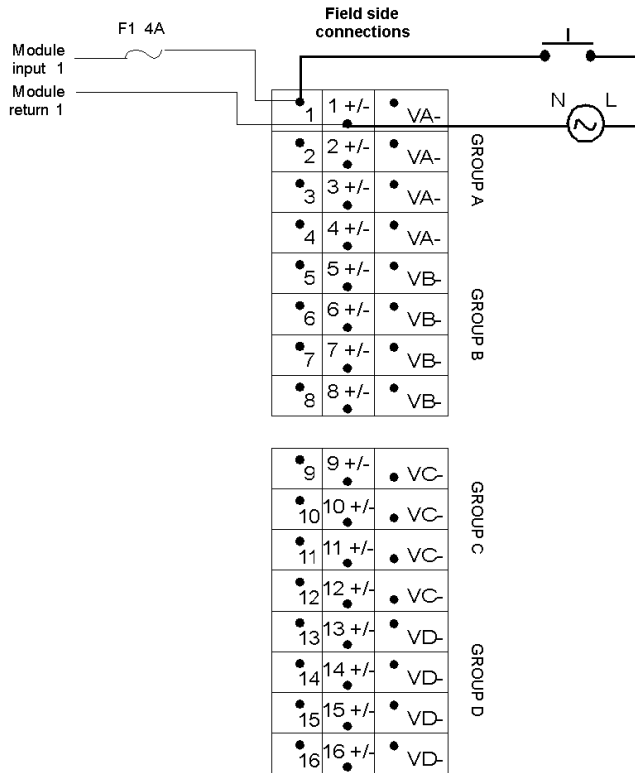 F1 4A
Field side
connections
Module
input 1
Module
return 1
N L
1 1 +/- VA-
2 2 +/- VA-
3 3 +/- VA-
4 4 +/- VA-
GROUP A
5 5 +/- VB-
6 6 +/- VB-
7 7 +/- VB-
8 8 +/- VB-
GROUP B
9 9 +/- VC-
10 10 +/- VC-
11 11 +/- VC-
12 12 +/- VC-
GROUP C
13 13 +/- VD-
14 14 +/- VD-
15 15 +/- VD-
16 16 +/- VD-
GROUP D